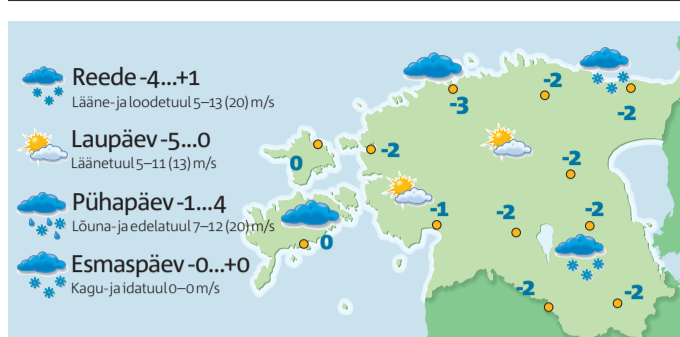 Reede -4...+1
Lääne- ja loodetuul 5–13 (20) m/s
Laupäev -5...0
Läänetuul 5–11 (13) m/s
Pühapäev -1...4
Lõuna- ja edelatuul 7–12 (20) m/s
Esmaspäev -0...+0
Kagu- ja idatuul 0–0 m/s
-3
-2
-2
0
-2
-2
-1
-2
-2
0
-2
-2